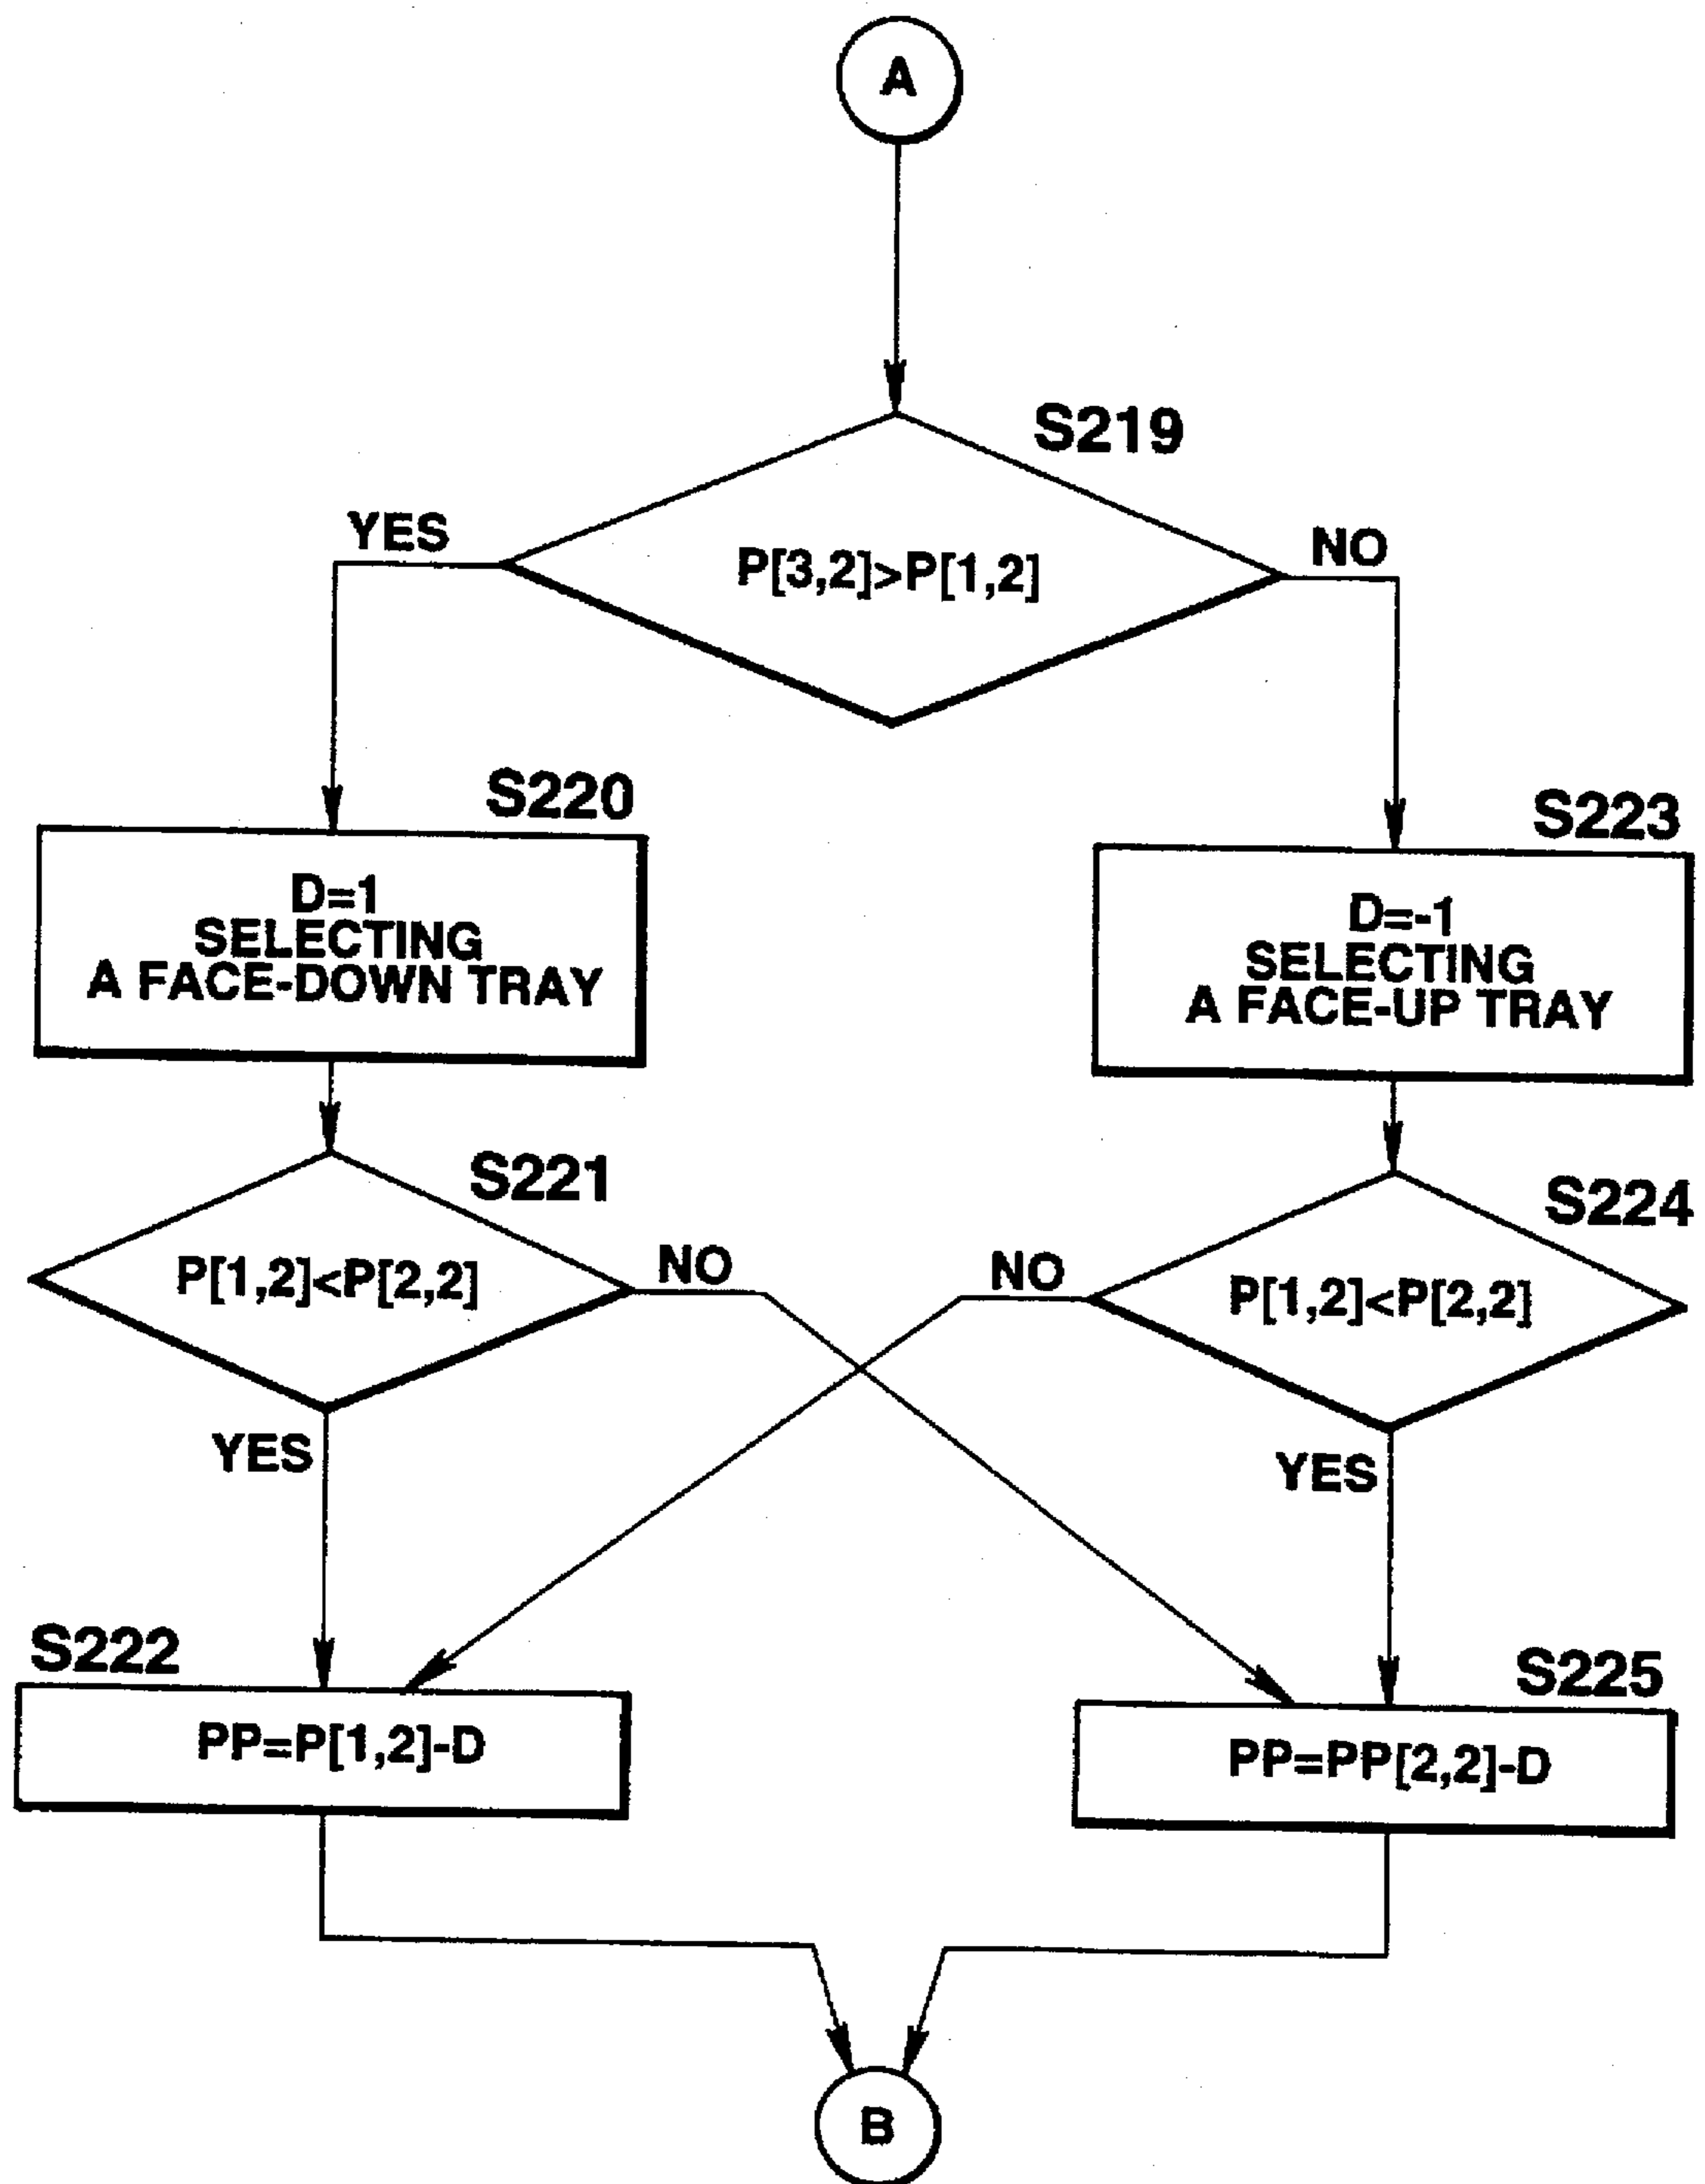 A
S219
YES
P[3,2]>P[1,2]
NO
S220
D=1
SELECTING
A FACE-DOWN TRAY
S223
D=-1
SELECTING
A FACE-UP TRAY
S221
P[1,2]<P[2,2]
NO
YES
S224
NO
P[1,2]<P[2,2]
YES
S222
PP=P[1,2]-D
S225
PP=PP[2,2]-D
B